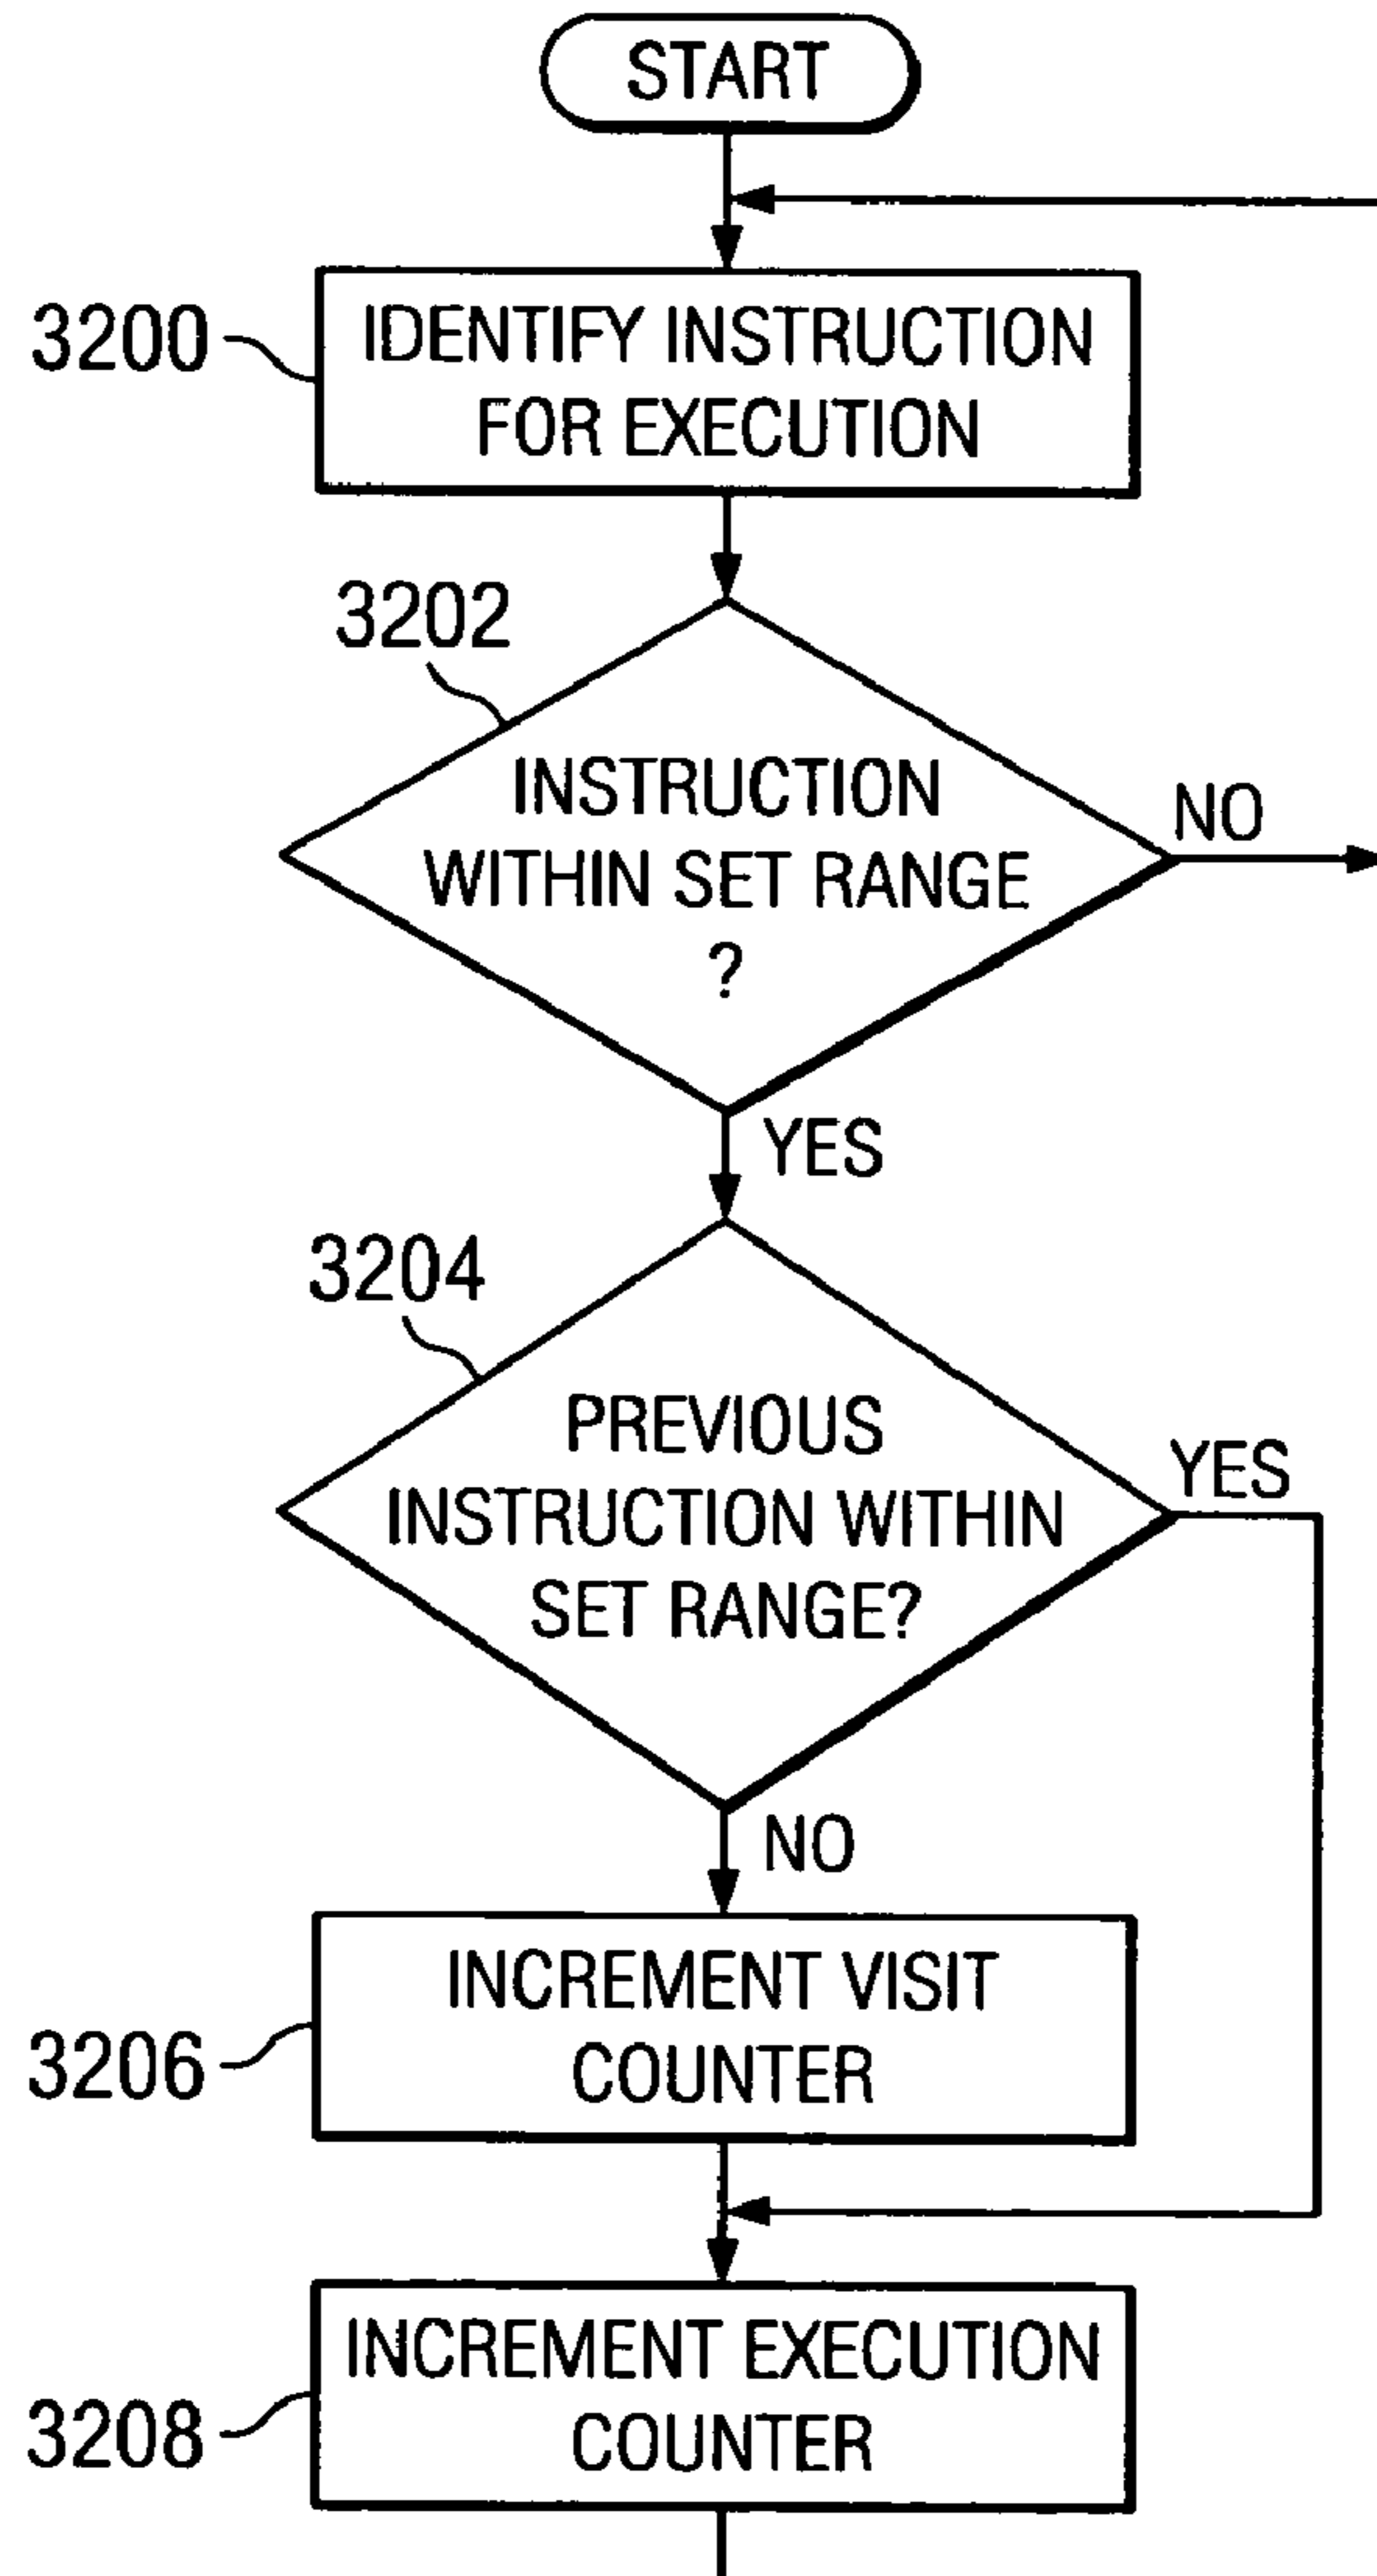 START
3200
IDENTIFY INSTRUCTION
FOR EXECUTION
3202
INSTRUCTION
WITHIN SET RANGE
?
NO
YES
3204
PREVIOUS
INSTRUCTION WITHIN
SET RANGE?
YES
NO
3206
INCREMENT VISIT
COUNTER
3208
INCREMENT EXECUTION
COUNTER